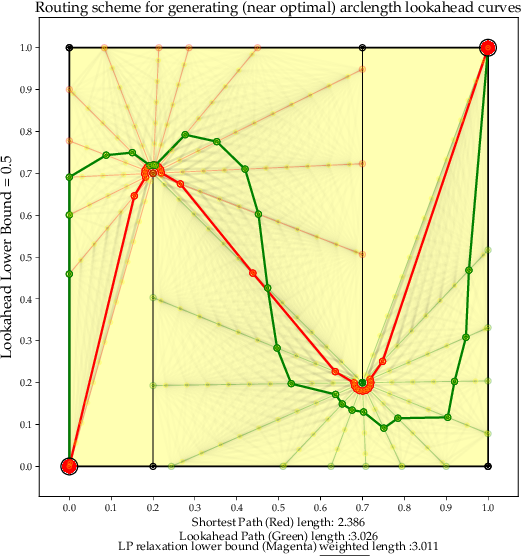 Routing scheme for generating (near optimal) arclength lookahead curves
Lookahead Lower Bound = 0.5
1.0
0.9
0.8
0.7
0.6
0.5
0.4
0.3
0.2
0.1
0.0
0.0 0.1 0.2 0.3 0.4 0.5 0.6 0.7 0.8 0.9 1.0
Shortest Path (Red) length: 2.386
Lookahead Path (Green) length :3.026
LP relaxation lower bound (Magenta) weighted length :3.011